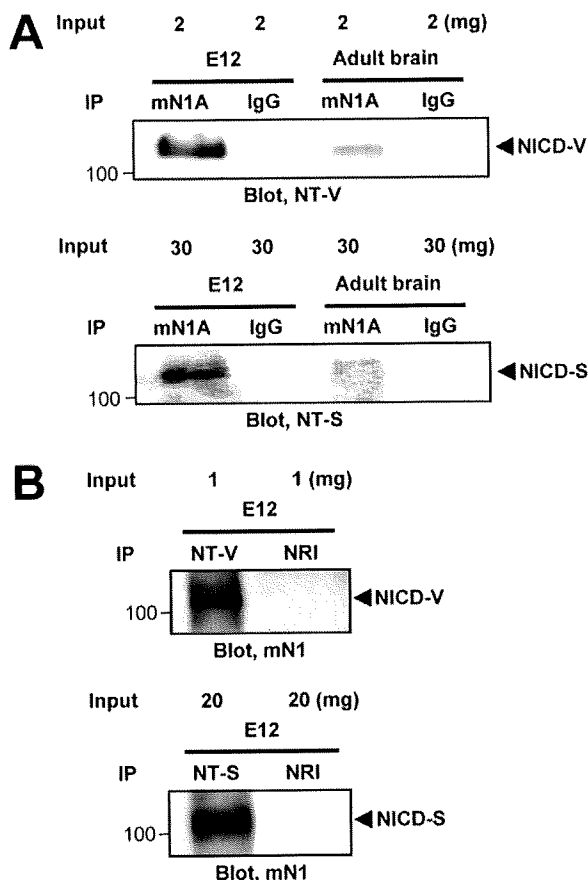 A
Input 2 2 2 2 (mg)
E12 Adult brain
IP mN1A IgG mN1A IgG
100
NICD-V
Blot, NT-V
Input 30 30 30 30 (mg)
E12 Adult brain
IP mN1A IgG mN1A IgG
100
NICD-S
Blot, NT-S
B
Input 1 1 (mg)
E12
IP NT-V NRI
100
NICD-V
Blot, mN1
Input 20 20 (mg)
E12
IP NT-S NRI
100
NICD-S
Blot, mN1